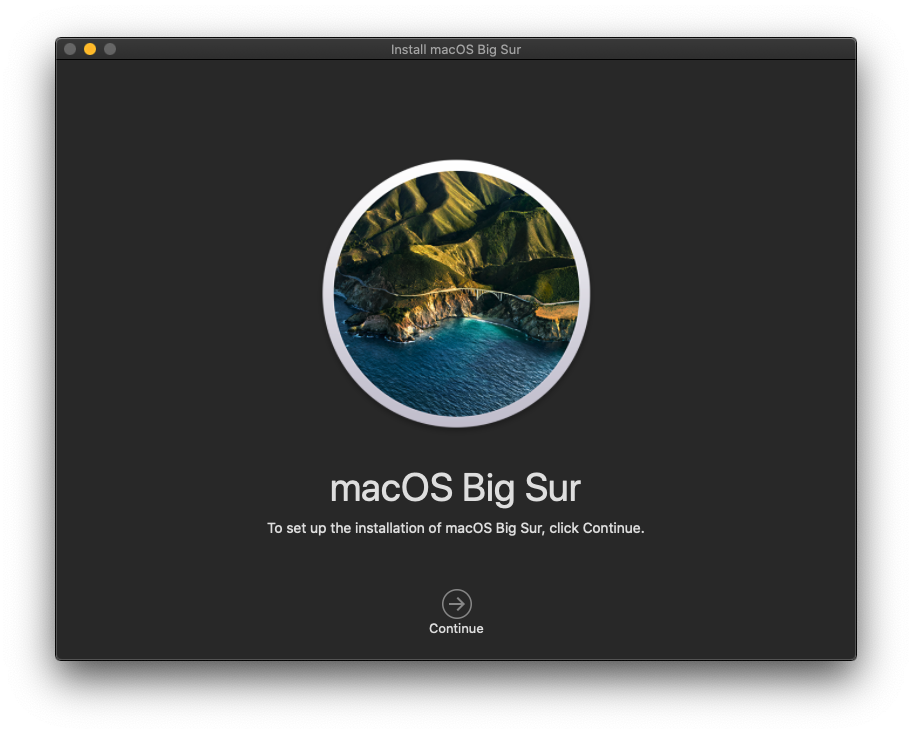 Install macOS Big Sur
macOS Big Sur
To set up the installation of macOS Big Sur, click Continue.
Continue